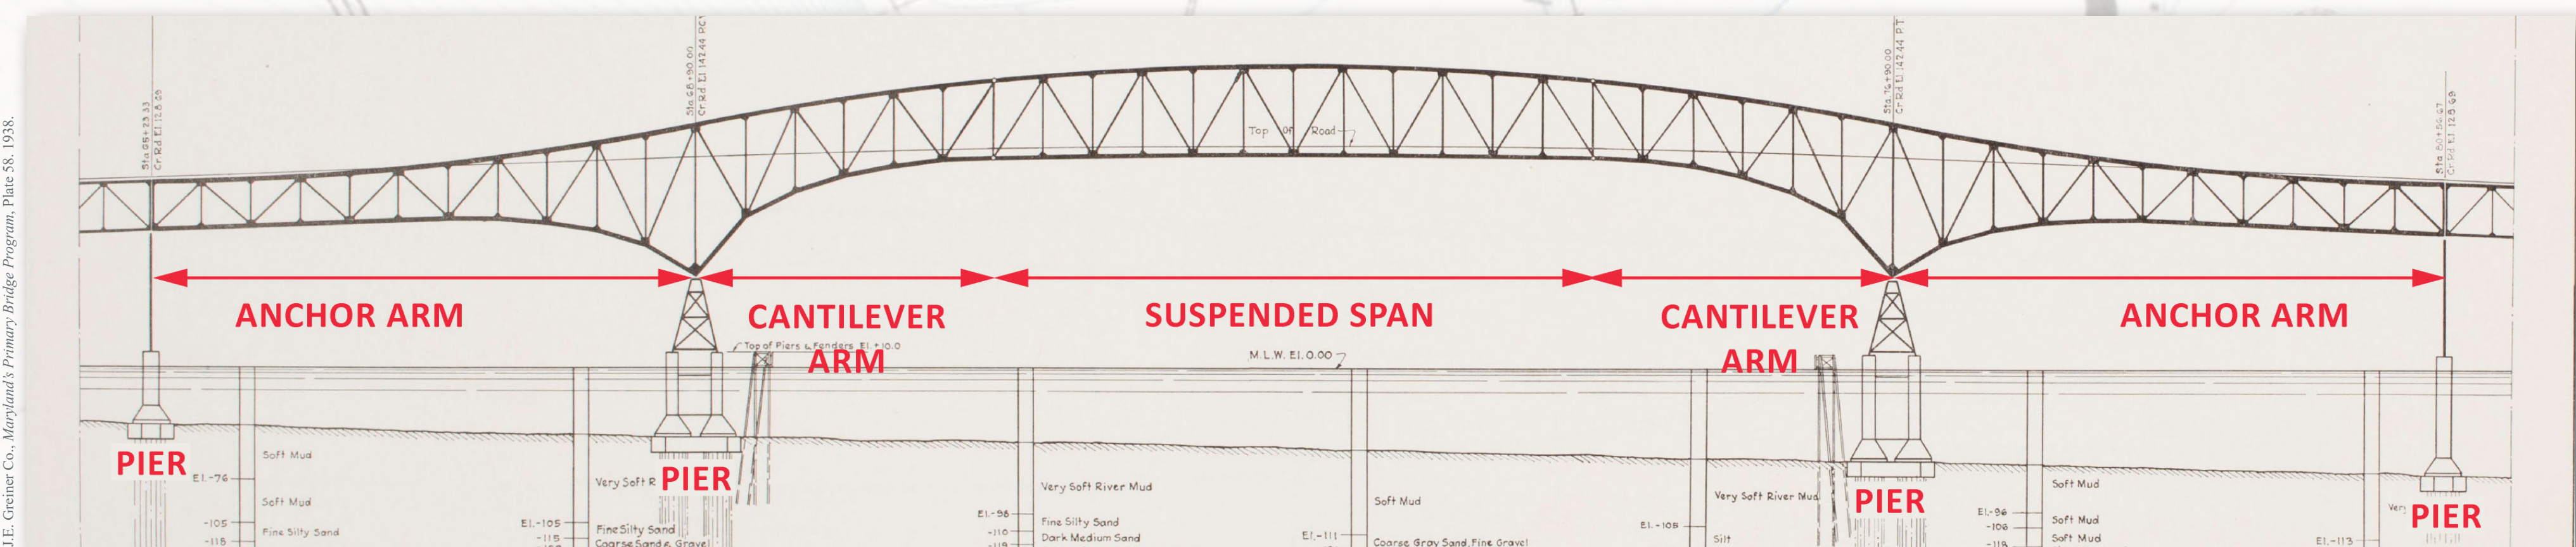 J.E. Greiner Co., Maryland's Primary Bridge Program, Plate 58. 1938.
Sta 65+23.33
Cr. Rd. El 128.69
Sta 68+90.00
Cr. Rd. El 142.44 P.C.V
Sta 76+90.00
Cr Rd El 142.44 P.T
Sta 80+56.67
Cr Rd. El. 128.69
Top Of Road
ANCHOR ARM
CANTILEVER
ARM
SUSPENDED SPAN
CANTILEVER
ARM
ANCHOR ARM
Top of Piers & Fenders El. +10.0
M.L.W. El. 0.00
PIER
PIER
PIER
PIER
Soft Mud
El.-76
Soft Mud
-105
Fine Silty Sand
-115
Very Soft R
El.-105
Fine Silty Sand
-115
Coarse Sand & Gravel
Very Soft River Mud
El.-98
Fine Silty Sand
-110
Dark Medium Sand
Soft Mud
El.-111
Coarse Gray Sand, Fine Gravel
Very Soft River Mud
El.-105
Silt
Soft Mud
El.-96
Soft Mud
-106
Soft Mud
Very
El.-113